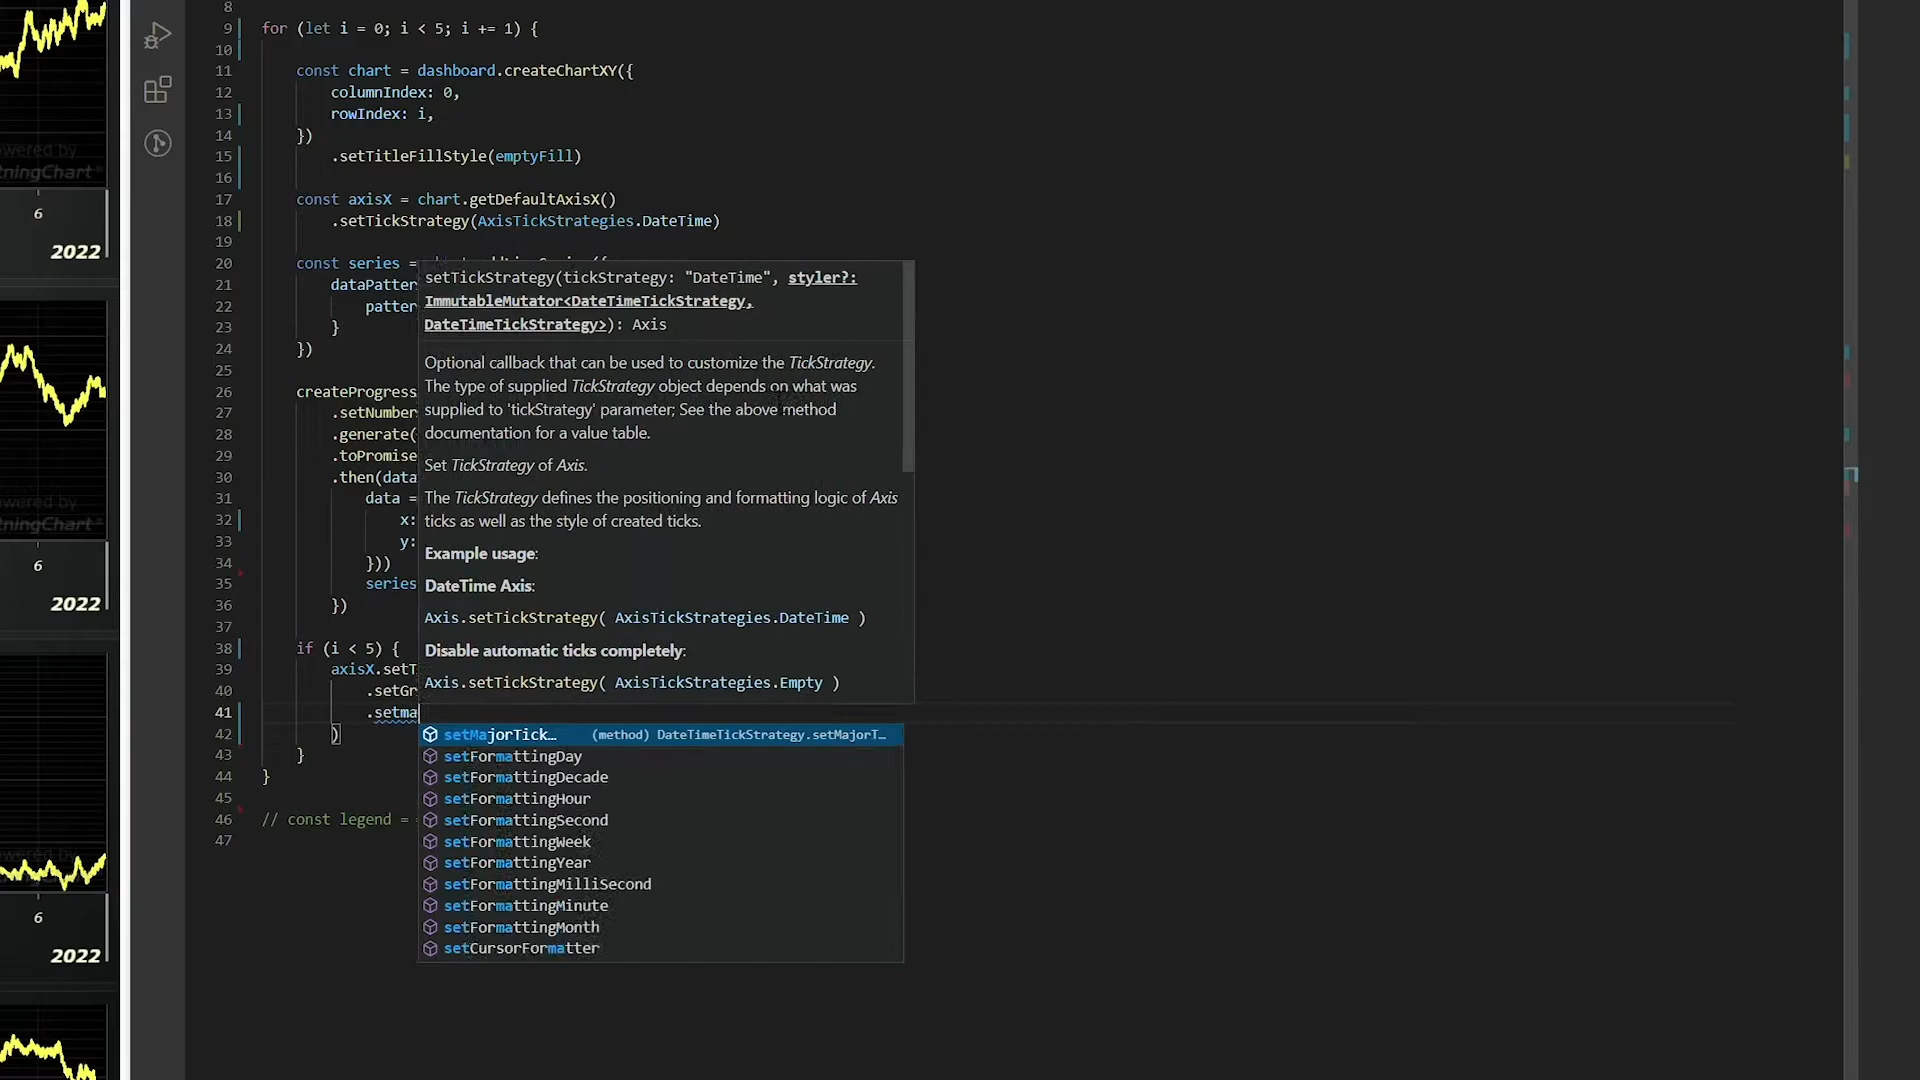 8
9 for (let i = 0; i < 5; i += 1) {
10
11 const chart = dashboard.createChartXY({
12 columnIndex: 0,
13 rowIndex: i,
14 })
15 .setTitleFillStyle(emptyFill)
16
17 const axisX = chart.getDefaultAxisX()
18 .setTickStrategy(AxisTickStrategies.DateTime)
19
20 const series =
21 dataPatter
22 patter
23 }
24 })
25
26 createProgress
27 .setNumber
28 .generate(
29 .toPromise
30 .then(data
31 data =
32 x:
33 y:
34 }))
35 series
36 })
37
38 if (i < 5) {
39 axisX.setT
40 .setGr
41 .setma
42 )
43 }
44 }
45
46 // const legend =
47
setTickStrategy(tickStrategy: "DateTime", styler?:
ImmutableMutator<DateTimeTickStrategy,
DateTimeTickStrategy>): Axis
Optional callback that can be used to customize the TickStrategy.
The type of supplied TickStrategy object depends on what was
supplied to 'tickStrategy' parameter; See the above method
documentation for a value table.
Set TickStrategy of Axis.
The TickStrategy defines the positioning and formatting logic of Axis
ticks as well as the style of created ticks.
Example usage:
DateTime Axis:
Axis.setTickStrategy( AxisTickStrategies.DateTime )
Disable automatic ticks completely:
Axis.setTickStrategy( AxisTickStrategies.Empty )
setMajorTick… (method) DateTimeTickStrategy.setMajorT…
setFormattingDay
setFormattingDecade
setFormattingHour
setFormattingSecond
setFormattingWeek
setFormattingYear
setFormattingMilliSecond
setFormattingMinute
setFormattingMonth
setCursorFormatter
owered by
ningChart®
6
2022
owered by
ningChart®
6
2022
owered by
ningChart®
6
2022